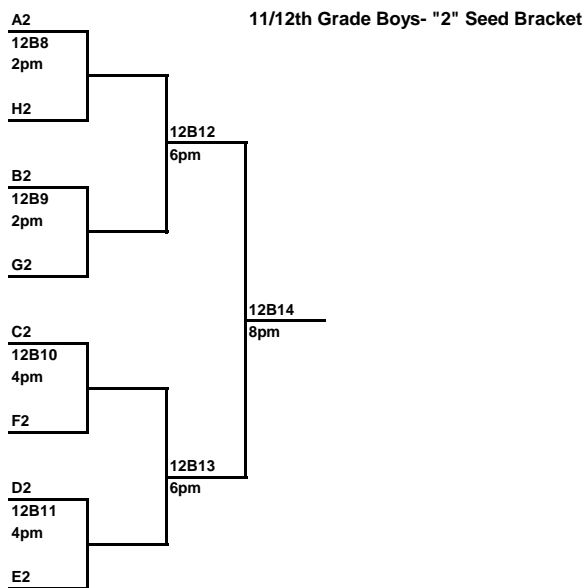 11/12th Grade Boys- "2" Seed Bracket
A2
12B8
2pm
H2
12B12
6pm
B2
12B9
2pm
G2
12B14
8pm
C2
12B10
4pm
F2
12B13
6pm
D2
12B11
4pm
E2